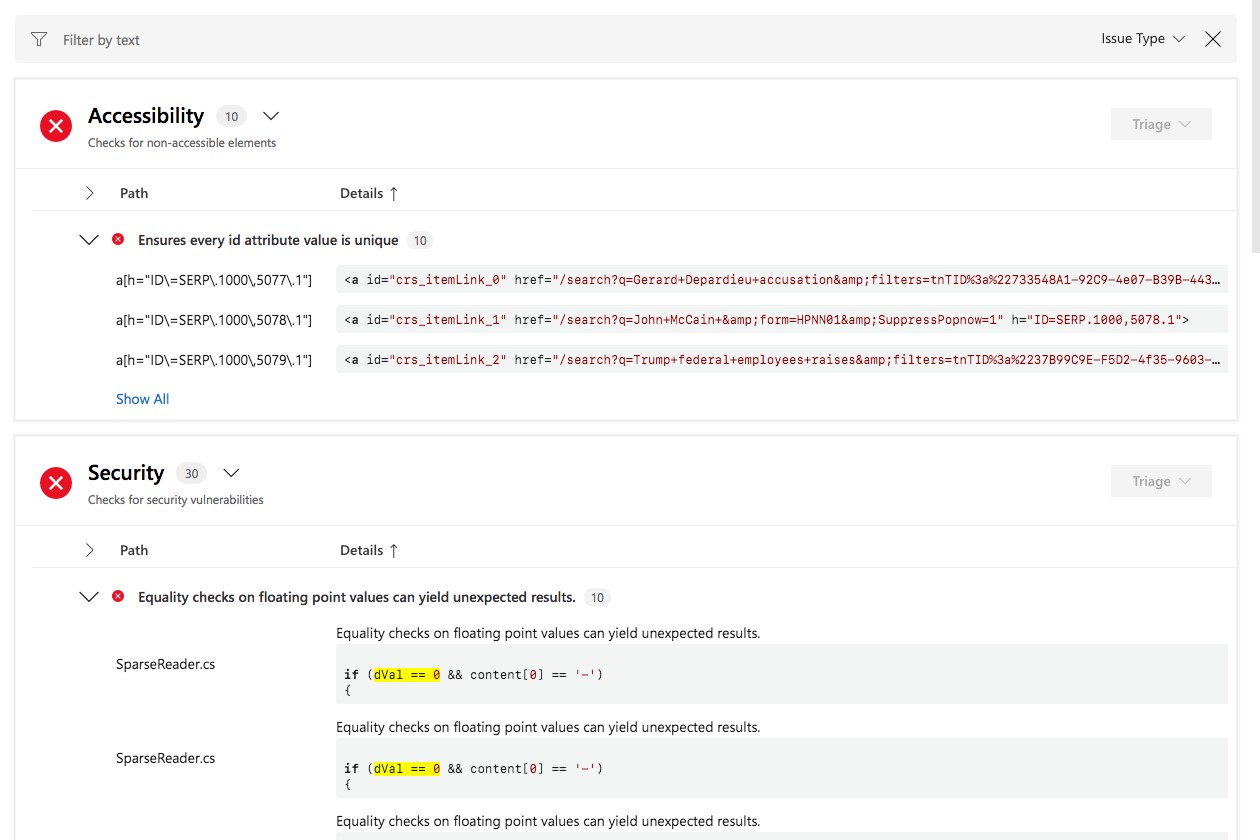 Filter by text
Issue Type
Accessibility 10
Triage
Checks for non-accessible elements
Path Details ↑
Ensures every id attribute value is unique 10
a[h="ID\=SERP\.1000\,5077\.1"] <a id="crs_itemLink_0" href="/search?q=Gerard+Depardieu+accusation&amp;filters=tnTID%3a%22733548A1-92C9-4e07-B39B-443…
a[h="ID\=SERP\.1000\,5078\.1"] <a id="crs_itemLink_1" href="/search?q=John+McCain+&amp;form=HPNN01&amp;SuppressPopnow=1" h="ID=SERP.1000,5078.1">
a[h="ID\=SERP\.1000\,5079\.1"] <a id="crs_itemLink_2" href="/search?q=Trump+federal+employees+raises&amp;filters=tnTID%3a%2237B99C9E-F5D2-4f35-9603-…
Show All
Security 30
Triage
Checks for security vulnerabilities
Path Details ↑
Equality checks on floating point values can yield unexpected results. 10
Equality checks on floating point values can yield unexpected results.
SparseReader.cs
if (dVal == 0 && content[0] == '-')
{
Equality checks on floating point values can yield unexpected results.
SparseReader.cs
if (dVal == 0 && content[0] == '-')
{
Equality checks on floating point values can yield unexpected results.